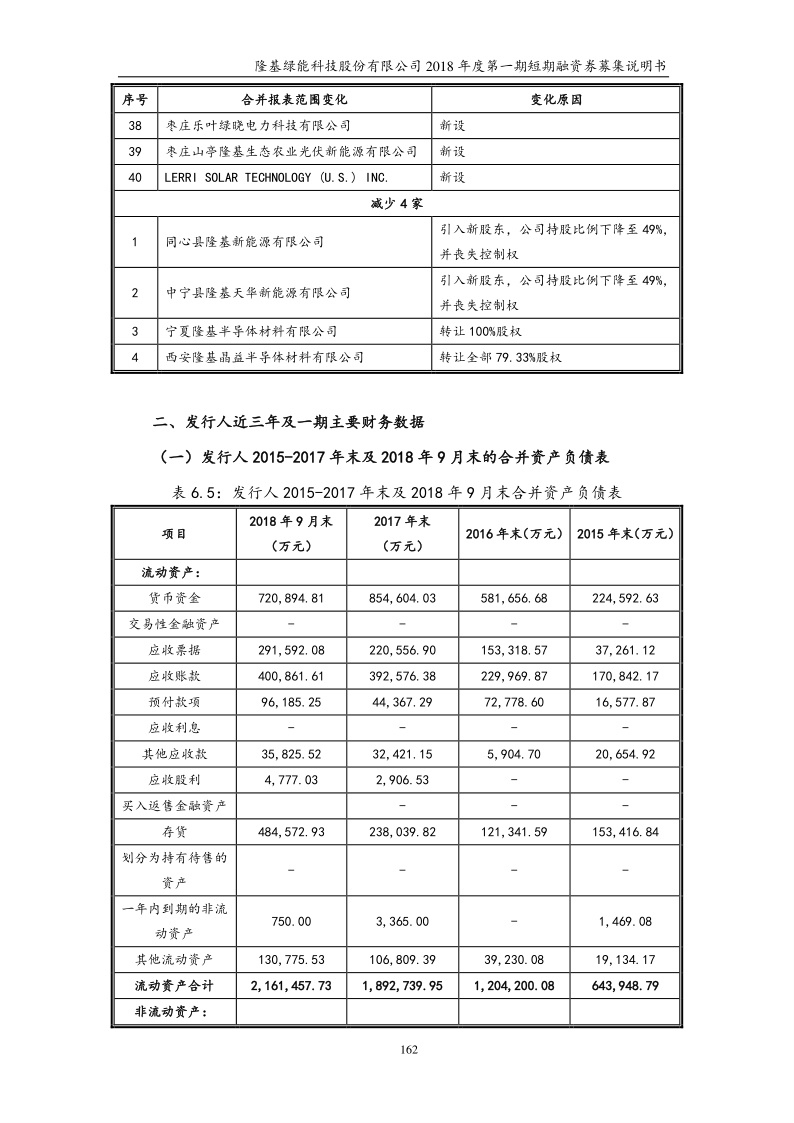 隆基绿能科技股份有限公司 2018 年度第一期短期融资券募集说明书
序号 合并报表范围变化 变化原因
38 枣庄乐叶绿晓电力科技有限公司 新设
39 枣庄山亭隆基生态农业光伏新能源有限公司 新设
40 LERRI SOLAR TECHNOLOGY (U.S.) INC. 新设
减少 4 家
1 同心县隆基新能源有限公司 引入新股东，公司持股比例下降至 49%，
并丧失控制权
2 中宁县隆基天华新能源有限公司 引入新股东，公司持股比例下降至 49%，
并丧失控制权
3 宁夏隆基半导体材料有限公司 转让 100%股权
4 西安隆基晶益半导体材料有限公司 转让全部 79.33%股权
二、发行人近三年及一期主要财务数据
（一）发行人 2015-2017 年末及 2018 年 9 月末的合并资产负债表
表 6.5：发行人 2015-2017 年末及 2018 年 9 月末合并资产负债表
项目 2018 年 9 月末（万元） 2017 年末（万元） 2016 年末（万元） 2015 年末（万元）
流动资产：
货币资金 720,894.81 854,604.03 581,656.68 224,592.63
交易性金融资产 - - - -
应收票据 291,592.08 220,556.90 153,318.57 37,261.12
应收账款 400,861.61 392,576.38 229,969.87 170,842.17
预付款项 96,185.25 44,367.29 72,778.60 16,577.87
应收利息 - - - -
其他应收款 35,825.52 32,421.15 5,904.70 20,654.92
应收股利 4,777.03 2,906.53 - -
买入返售金融资产 - - -
存货 484,572.93 238,039.82 121,341.59 153,416.84
划分为持有待售的
资产 - - - -
一年内到期的非流
动资产 750.00 3,365.00 - 1,469.08
其他流动资产 130,775.53 106,809.39 39,230.08 19,134.17
流动资产合计 2,161,457.73 1,892,739.95 1,204,200.08 643,948.79
非流动资产：
162